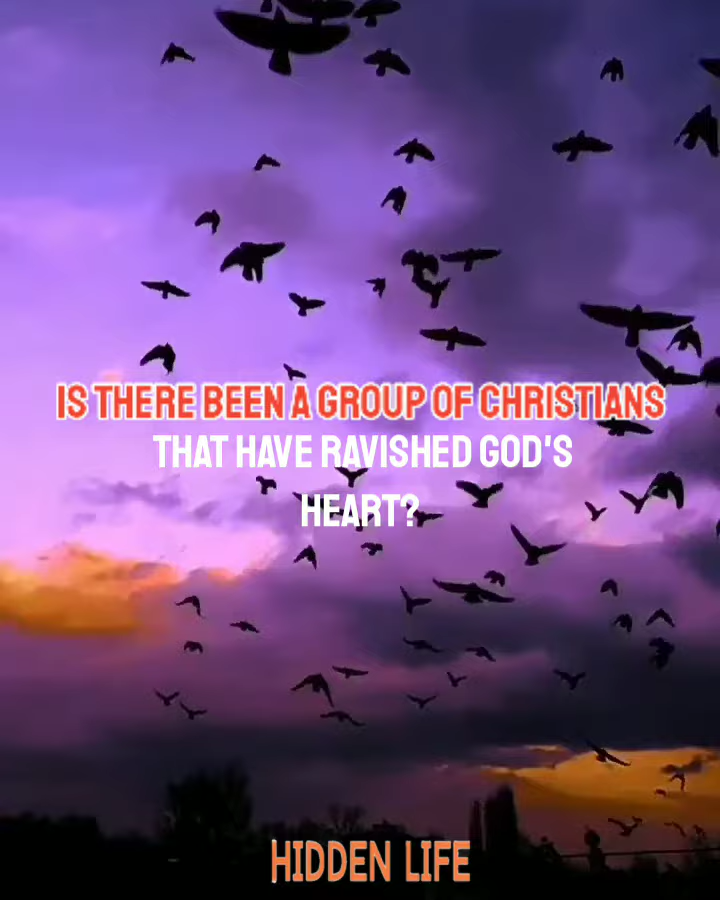 IS THERE BEEN A GROUP OF CHRISTIANS
THAT HAVE RAVISHED GOD'S
HEART?
HIDDEN LIFE